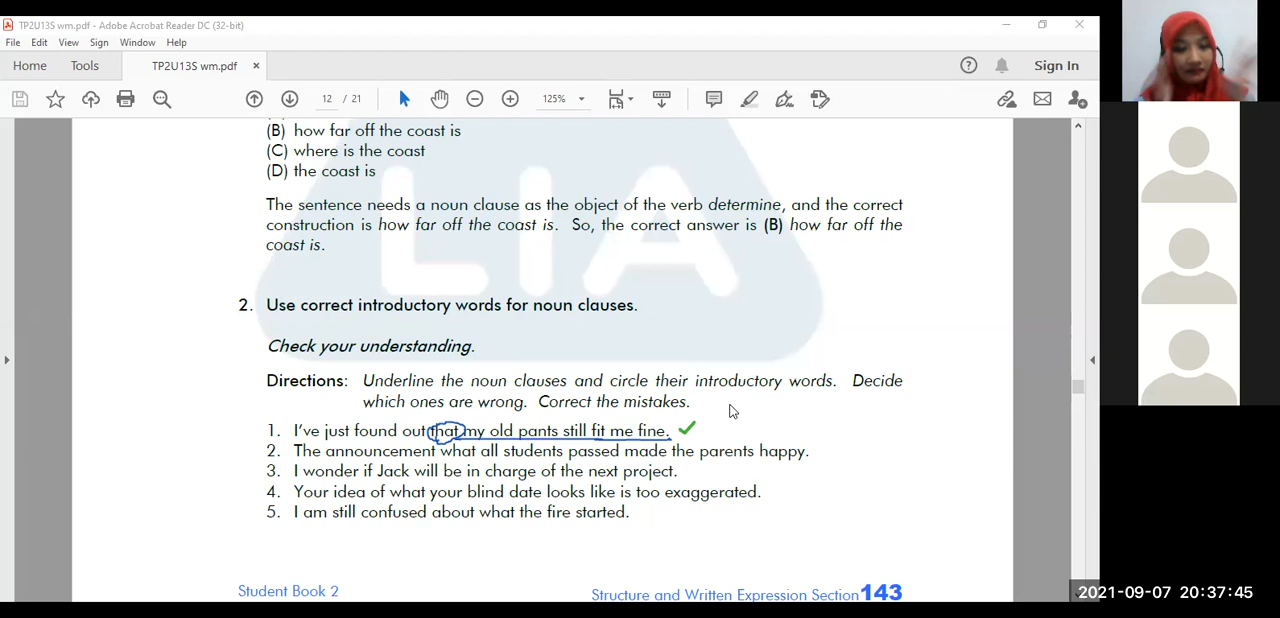 TP2U13S wm.pdf - Adobe Acrobat Reader DC (32-bit)
File Edit View Sign Window Help
Home Tools TP2U13S wm.pdf × Sign In
12 / 21 125%
(B) how far off the coast is
(C) where is the coast
(D) the coast is
The sentence needs a noun clause as the object of the verb determine, and the correct
construction is how far off the coast is. So, the correct answer is (B) how far off the
coast is.
LIA
2. Use correct introductory words for noun clauses.
Check your understanding.
Directions: Underline the noun clauses and circle their introductory words. Decide
which ones are wrong. Correct the mistakes.
1. I've just found out that my old pants still fit me fine.
2. The announcement what all students passed made the parents happy.
3. I wonder if Jack will be in charge of the next project.
4. Your idea of what your blind date looks like is too exaggerated.
5. I am still confused about what the fire started.
Student Book 2 Structure and Written Expression Section 143
2021-09-07 20:37:45